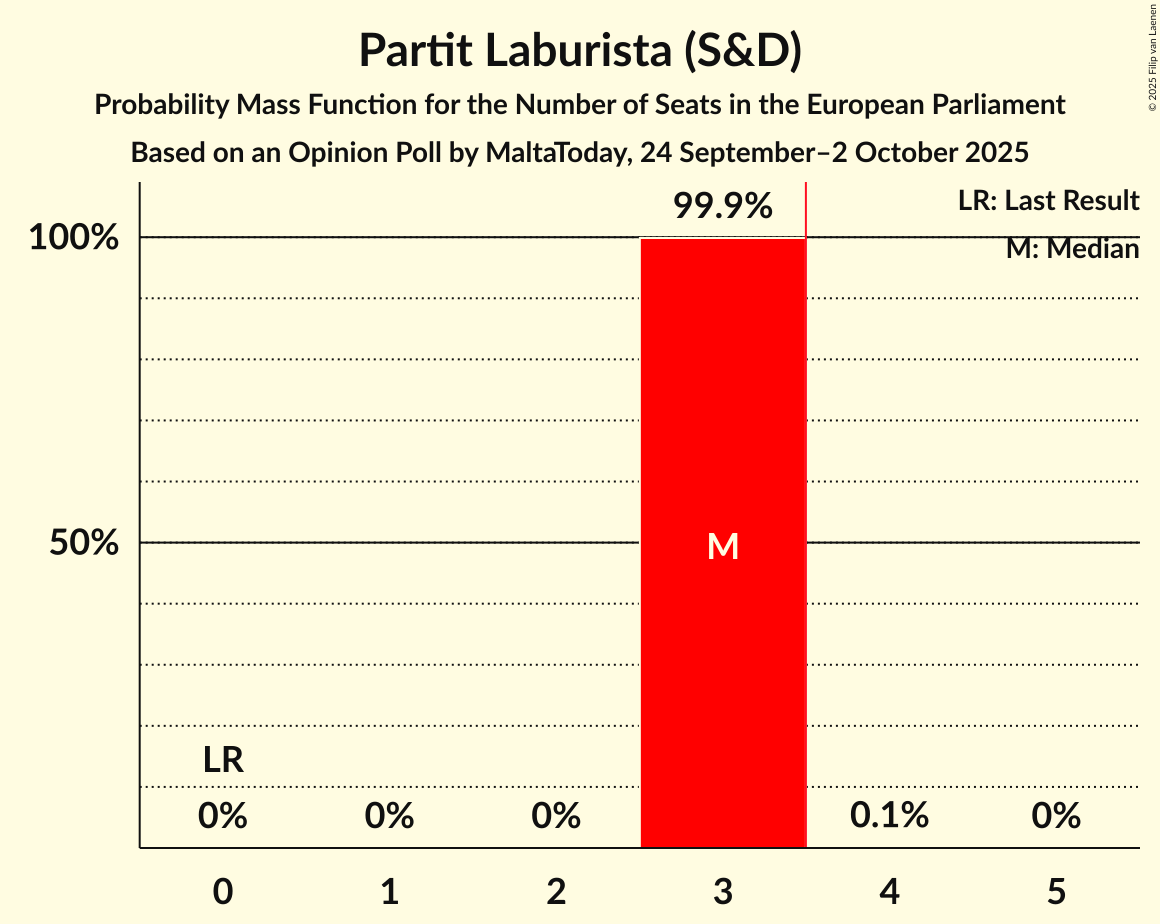 Partit Laburista (S&D)
Probability Mass Function for the Number of Seats in the European Parliament
Based on an Opinion Poll by MaltaToday, 24 September–2 October 2025
© 2025 Filip van Laenen
LR: Last Result
M: Median
99.9%
100%
50%
M
LR
0%
0%
0%
0.1%
0%
0
1
2
3
4
5